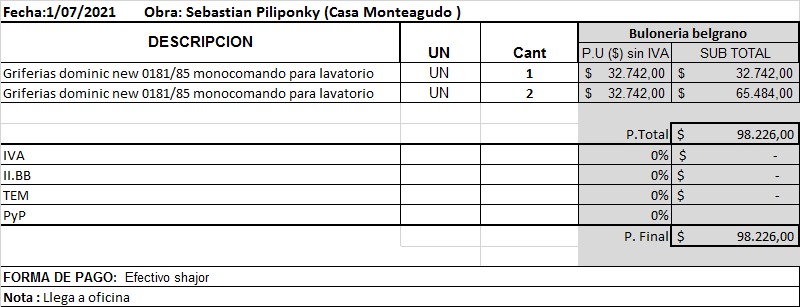 Fecha:1/07/2021 Obra: Sebastian Piliponky (Casa Monteagudo )
DESCRIPCION UN Cant Buloneria belgrano
P.U ($) sin IVA SUB TOTAL
Griferias dominic new 0181/85 monocomando para lavatorio UN 1 $ 32.742,00 $ 32.742,00
Griferias dominic new 0181/85 monocomando para lavatorio UN 2 $ 32.742,00 $ 65.484,00
P.Total $ 98.226,00
IVA 0% $ -
II.BB 0% $ -
TEM 0% $ -
PyP 0%
P. Final $ 98.226,00
FORMA DE PAGO: Efectivo shajor
Nota : Llega a oficina